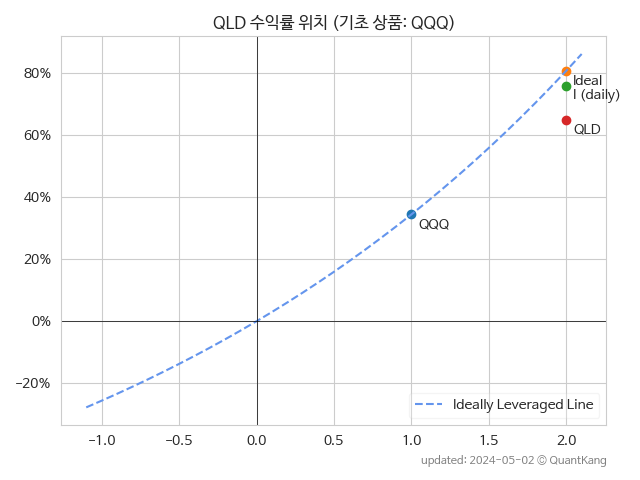 QLD 수익률 위치 (기초 상품: QQQ)
80%
60%
40%
20%
0%
−20%
Ideal
I (daily)
QLD
QQQ
Ideally Leveraged Line
−1.0
−0.5
0.0
0.5
1.0
1.5
2.0
updated: 2024-05-02 © QuantKang